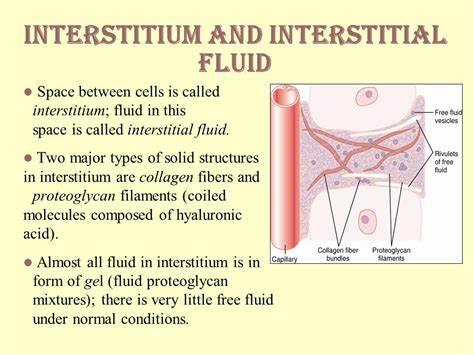 INTERSTITIUM AND INTERSTITIAL
FLUID
● Space between cells is called
interstitium; fluid in this
space is called interstitial fluid.
● Two major types of solid structures
in interstitium are collagen fibers and
proteoglycan filaments (coiled
molecules composed of hyaluronic
acid).
● Almost all fluid in interstitium is in
form of gel (fluid proteoglycan
mixtures); there is very little free fluid
under normal conditions.
Free fluid
vesicles
Rivulets
of free
fluid
Capillary
Collagen fiber
bundles
Proteoglycan
filaments